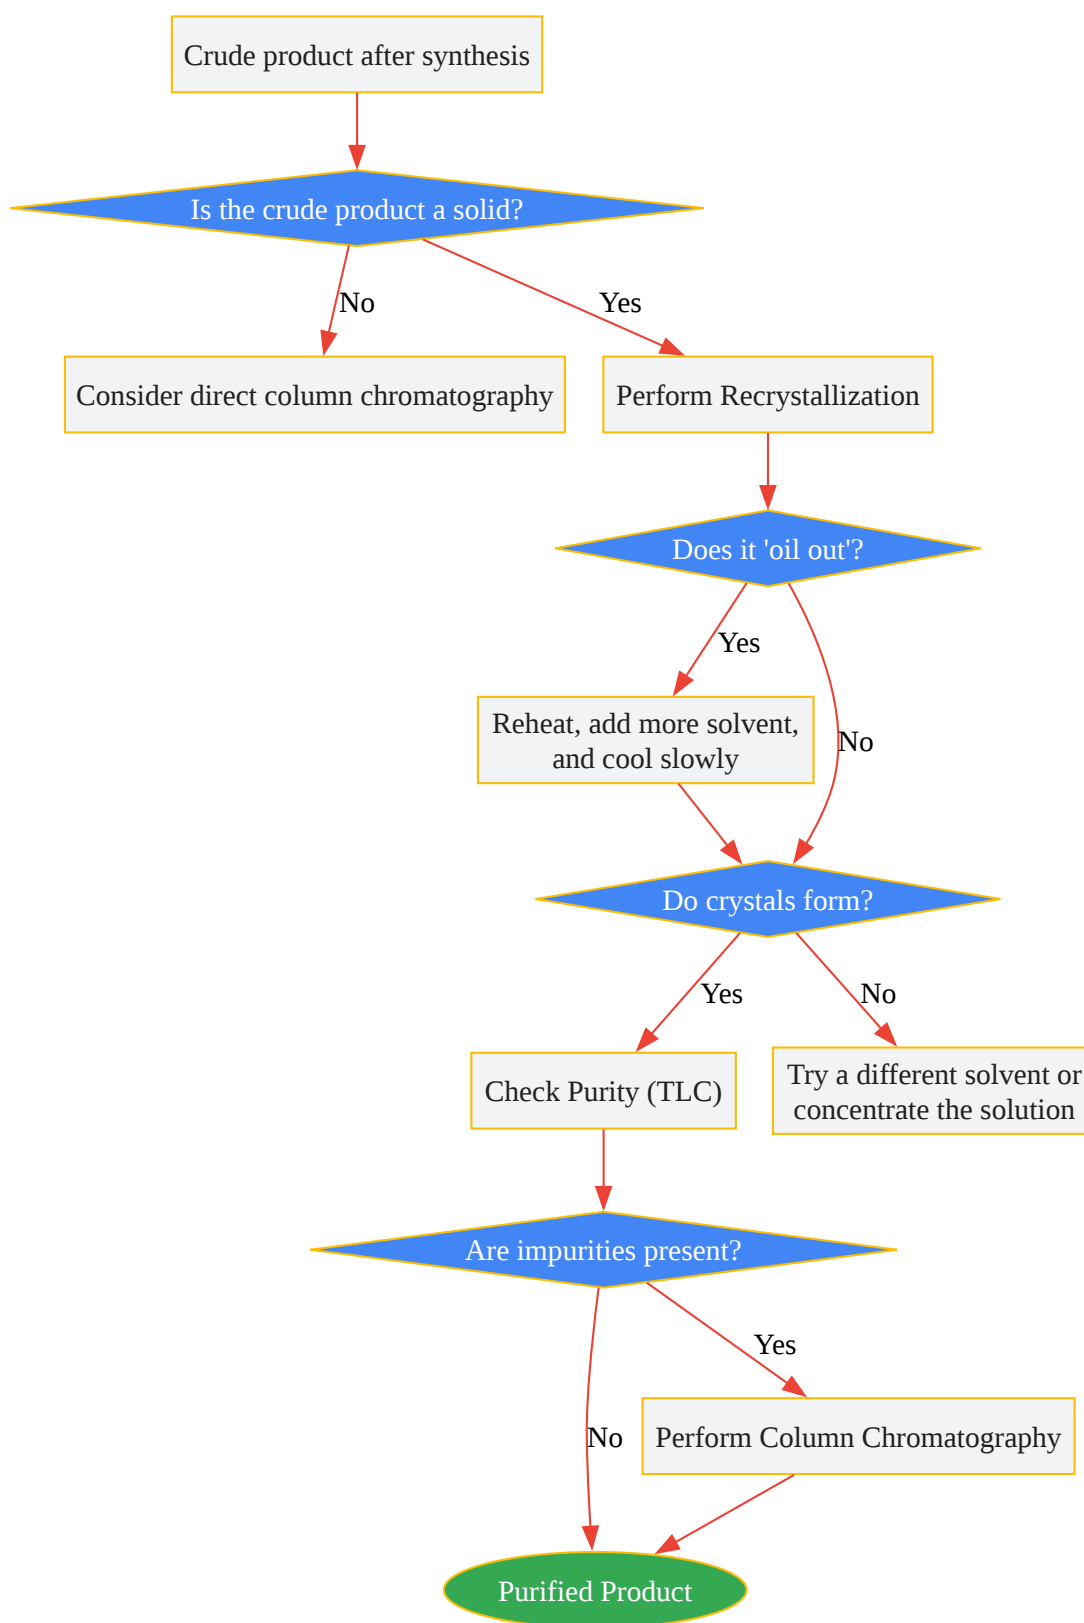 Crude product after synthesis
Is the crude product a solid?
No
Yes
Consider direct column chromatography
Perform Recrystallization
Does it 'oil out'?
Yes
Reheat, add more solvent,
and cool slowly
No
Do crystals form?
Yes
No
Check Purity (TLC)
Try a different solvent or
concentrate the solution
Are impurities present?
Yes
No
Perform Column Chromatography
Purified Product